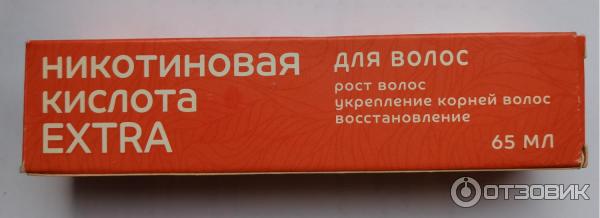 НИКОТИНОВАЯ
КИСЛОТА
EXTRA
ДЛЯ ВОЛОС
рост волос
укрепление корней волос
восстановление
65 МЛ
ОТЗОВИК